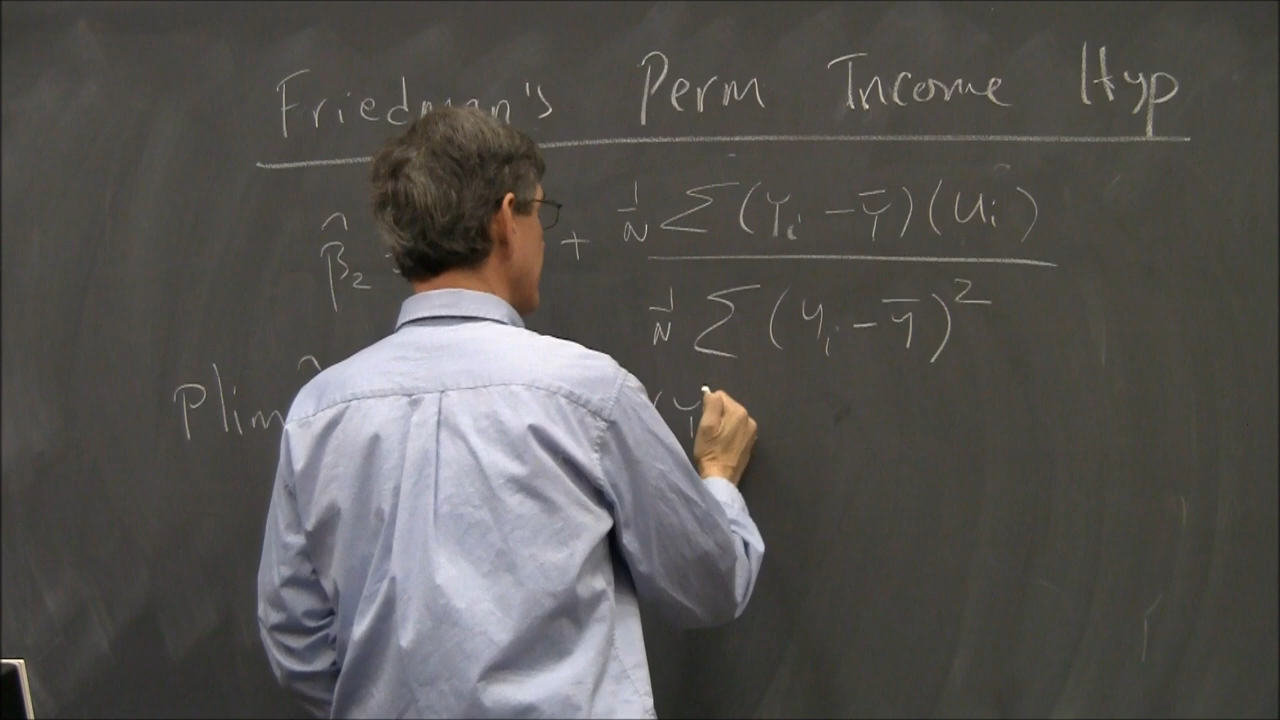 Friedman's Perm Income Hyp
β̂₂ = + 1/N Σ(Yᵢ - Ȳ)(uᵢ)
1/N Σ(yᵢ - ȳ)²
Plim (y